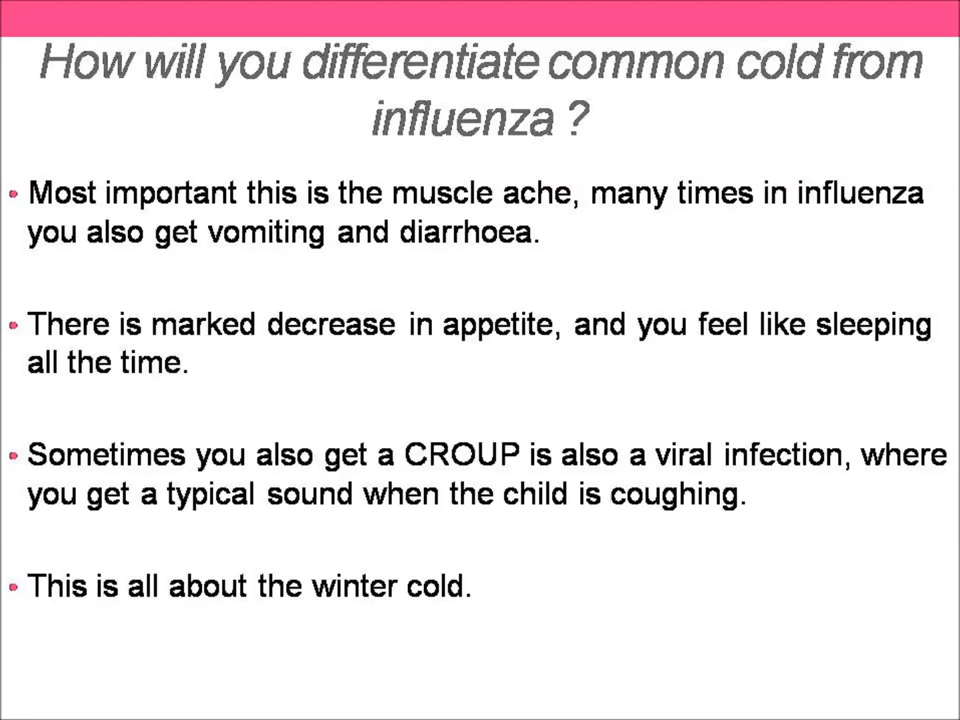 How will you differentiate common cold from
influenza ?
• Most important this is the muscle ache, many times in influenza
you also get vomiting and diarrhoea.
• There is marked decrease in appetite, and you feel like sleeping
all the time.
• Sometimes you also get a CROUP is also a viral infection, where
you get a typical sound when the child is coughing.
• This is all about the winter cold.